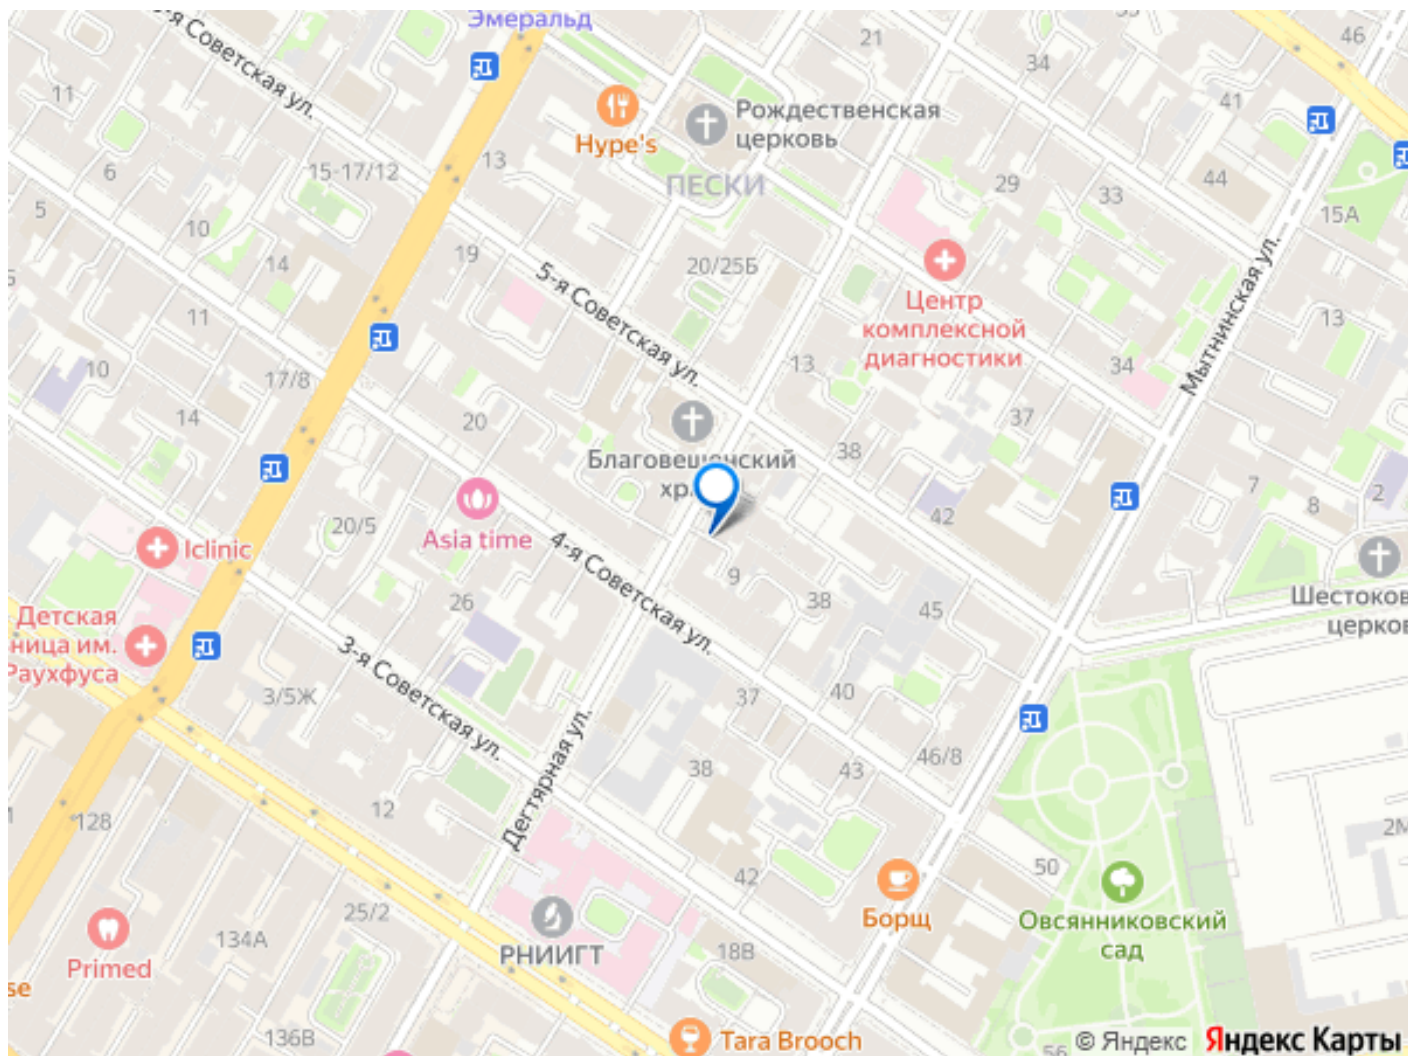 Эмеральд
-я Советская ул.
21
46
34
11
41
Hype's
Рождественская
церковь
13
15-17/12
6
ПЕСКИ
29
33
44
15А
5
10
19
14
20/25Б
5-я Советская ул.
Центр
комплексной
диагностики
Мытнинская ул.
11
13
13
10
17/8
34
14
20
37
Благовещенский
38
7
8
2
42
20/5
Asia time
4-я Советская ул.
Iclinic
9
Детская
ница им.
Раухфуса
26
38
45
Шестоков
церков
3-я Советская ул.
3/5Ж
37
40
46/8
Дегтярная ул.
38
43
12
128
2М
42
50
Борщ
Овсянниковский
сад
25/2
134А
РНИИГТ
18В
Primed
se
136В
Tara Brooch
56
© Яндекс
Яндекс Карты